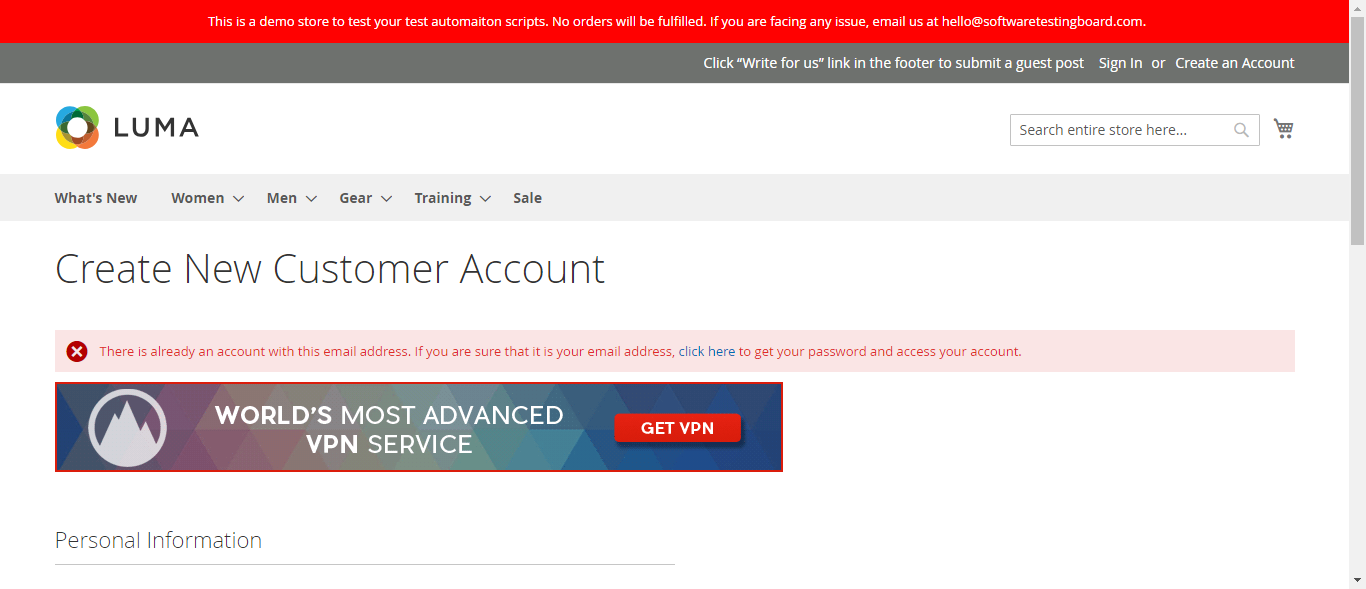 This is a demo store to test your test automaiton scripts. No orders will be fulfilled. If you are facing any issue, email us at hello@softwaretestingboard.com.
Click “Write for us” link in the footer to submit a guest post Sign In or Create an Account
LUMA
Search entire store here...
What's New Women Men Gear Training Sale
Create New Customer Account
There is already an account with this email address. If you are sure that it is your email address, click here to get your password and access your account.
WORLD'S MOST ADVANCED
VPN SERVICE
GET VPN
Personal Information